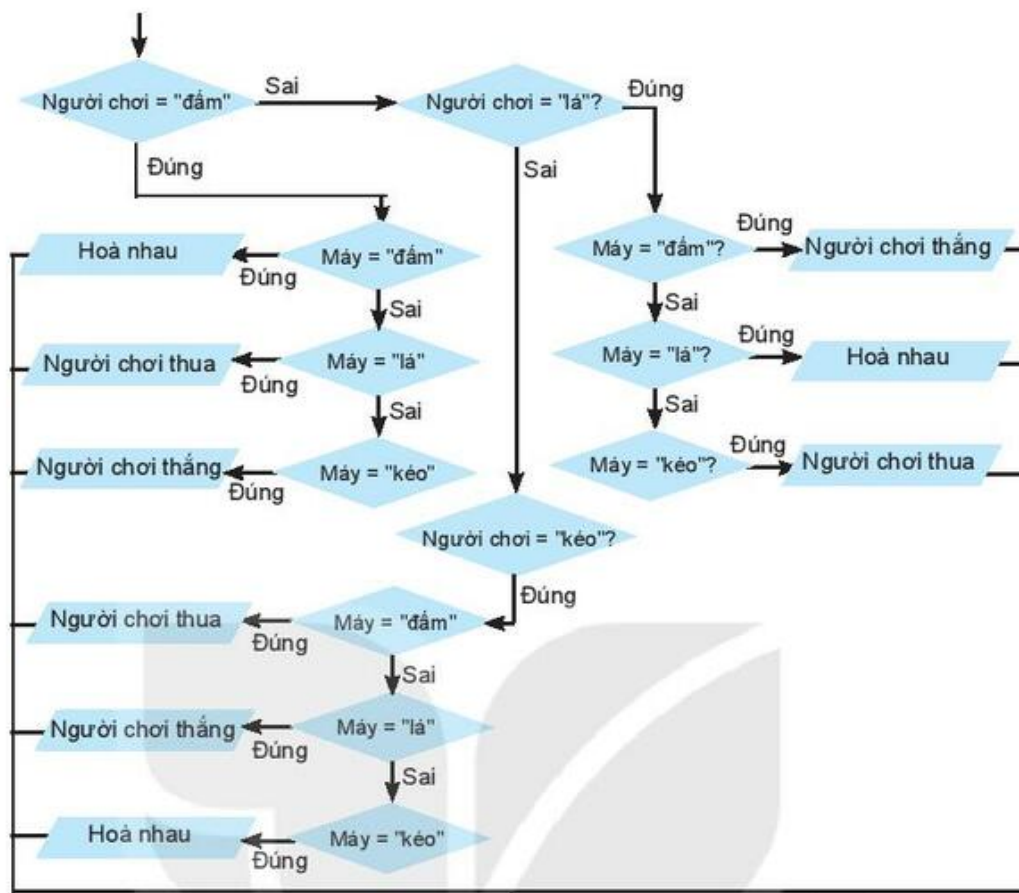 Người chơi = "đấm"
Sai
Người chơi = "lá"?
Đúng
Đúng
Sai
Hoà nhau
Đúng
Máy = "đấm"
Máy = "đấm"?
Đúng
Người chơi thắng
Sai
Sai
Người chơi thua
Đúng
Máy = "lá"
Máy = "lá"?
Đúng
Hoà nhau
Sai
Sai
Người chơi thắng
Đúng
Máy = "kéo"
Máy = "kéo"?
Đúng
Người chơi thua
Người chơi = "kéo"?
Đúng
Người chơi thua
Đúng
Máy = "đấm"
Sai
Người chơi thắng
Đúng
Máy = "lá"
Sai
Hoà nhau
Đúng
Máy = "kéo"